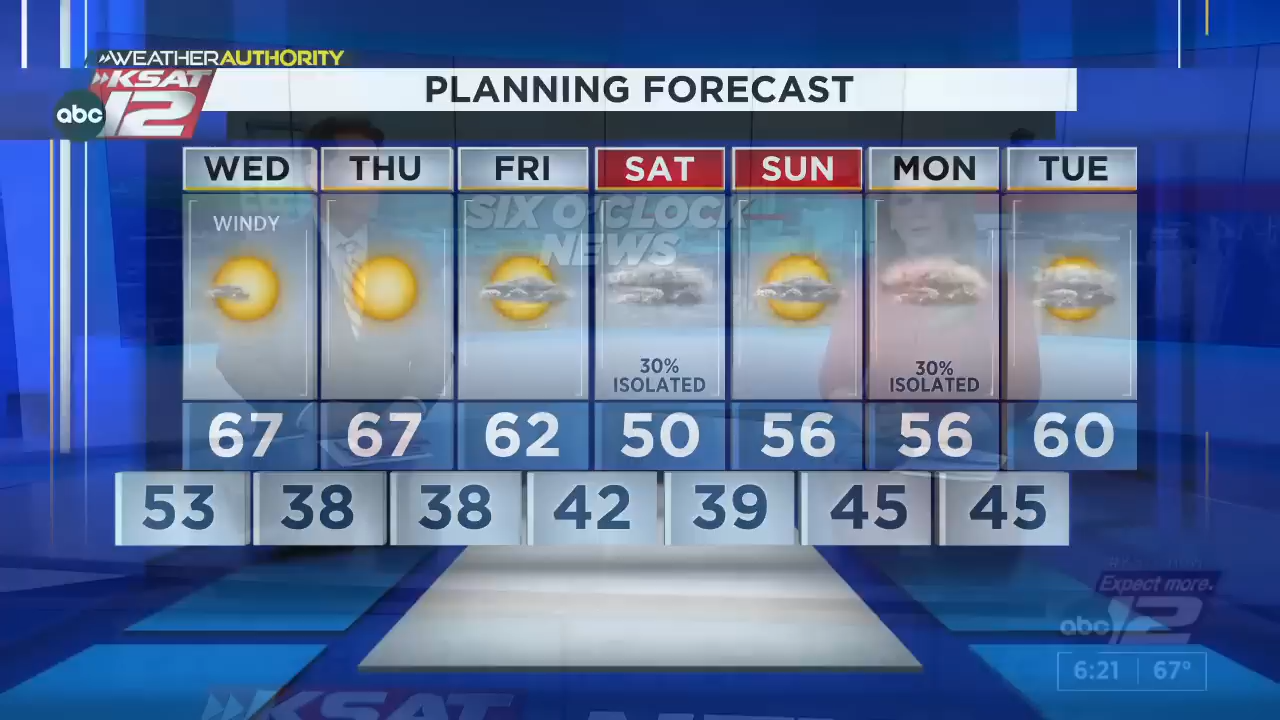 WEATHERAUTHORITY
KSAT
abc 12
PLANNING FORECAST
WED THU FRI SAT SUN MON TUE
WINDY
SIX O'CLOCK
NEWS
30% ISOLATED
30% ISOLATED
67 67 62 50 56 56 60
53 38 38 42 39 45 45
Expect more.
abc 12
6:21 67°
KSAT